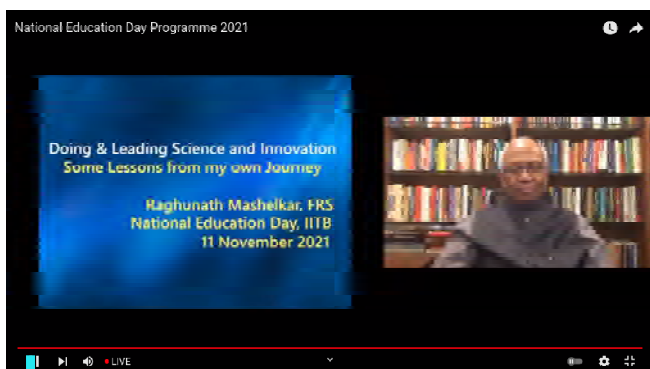 National Education Day Programme 2021
Doing & Leading Science and Innovation
Some Lessons from my own Journey
Raghunath Mashelkar, FRS
National Education Day, IITB
11 November 2021
LIVE